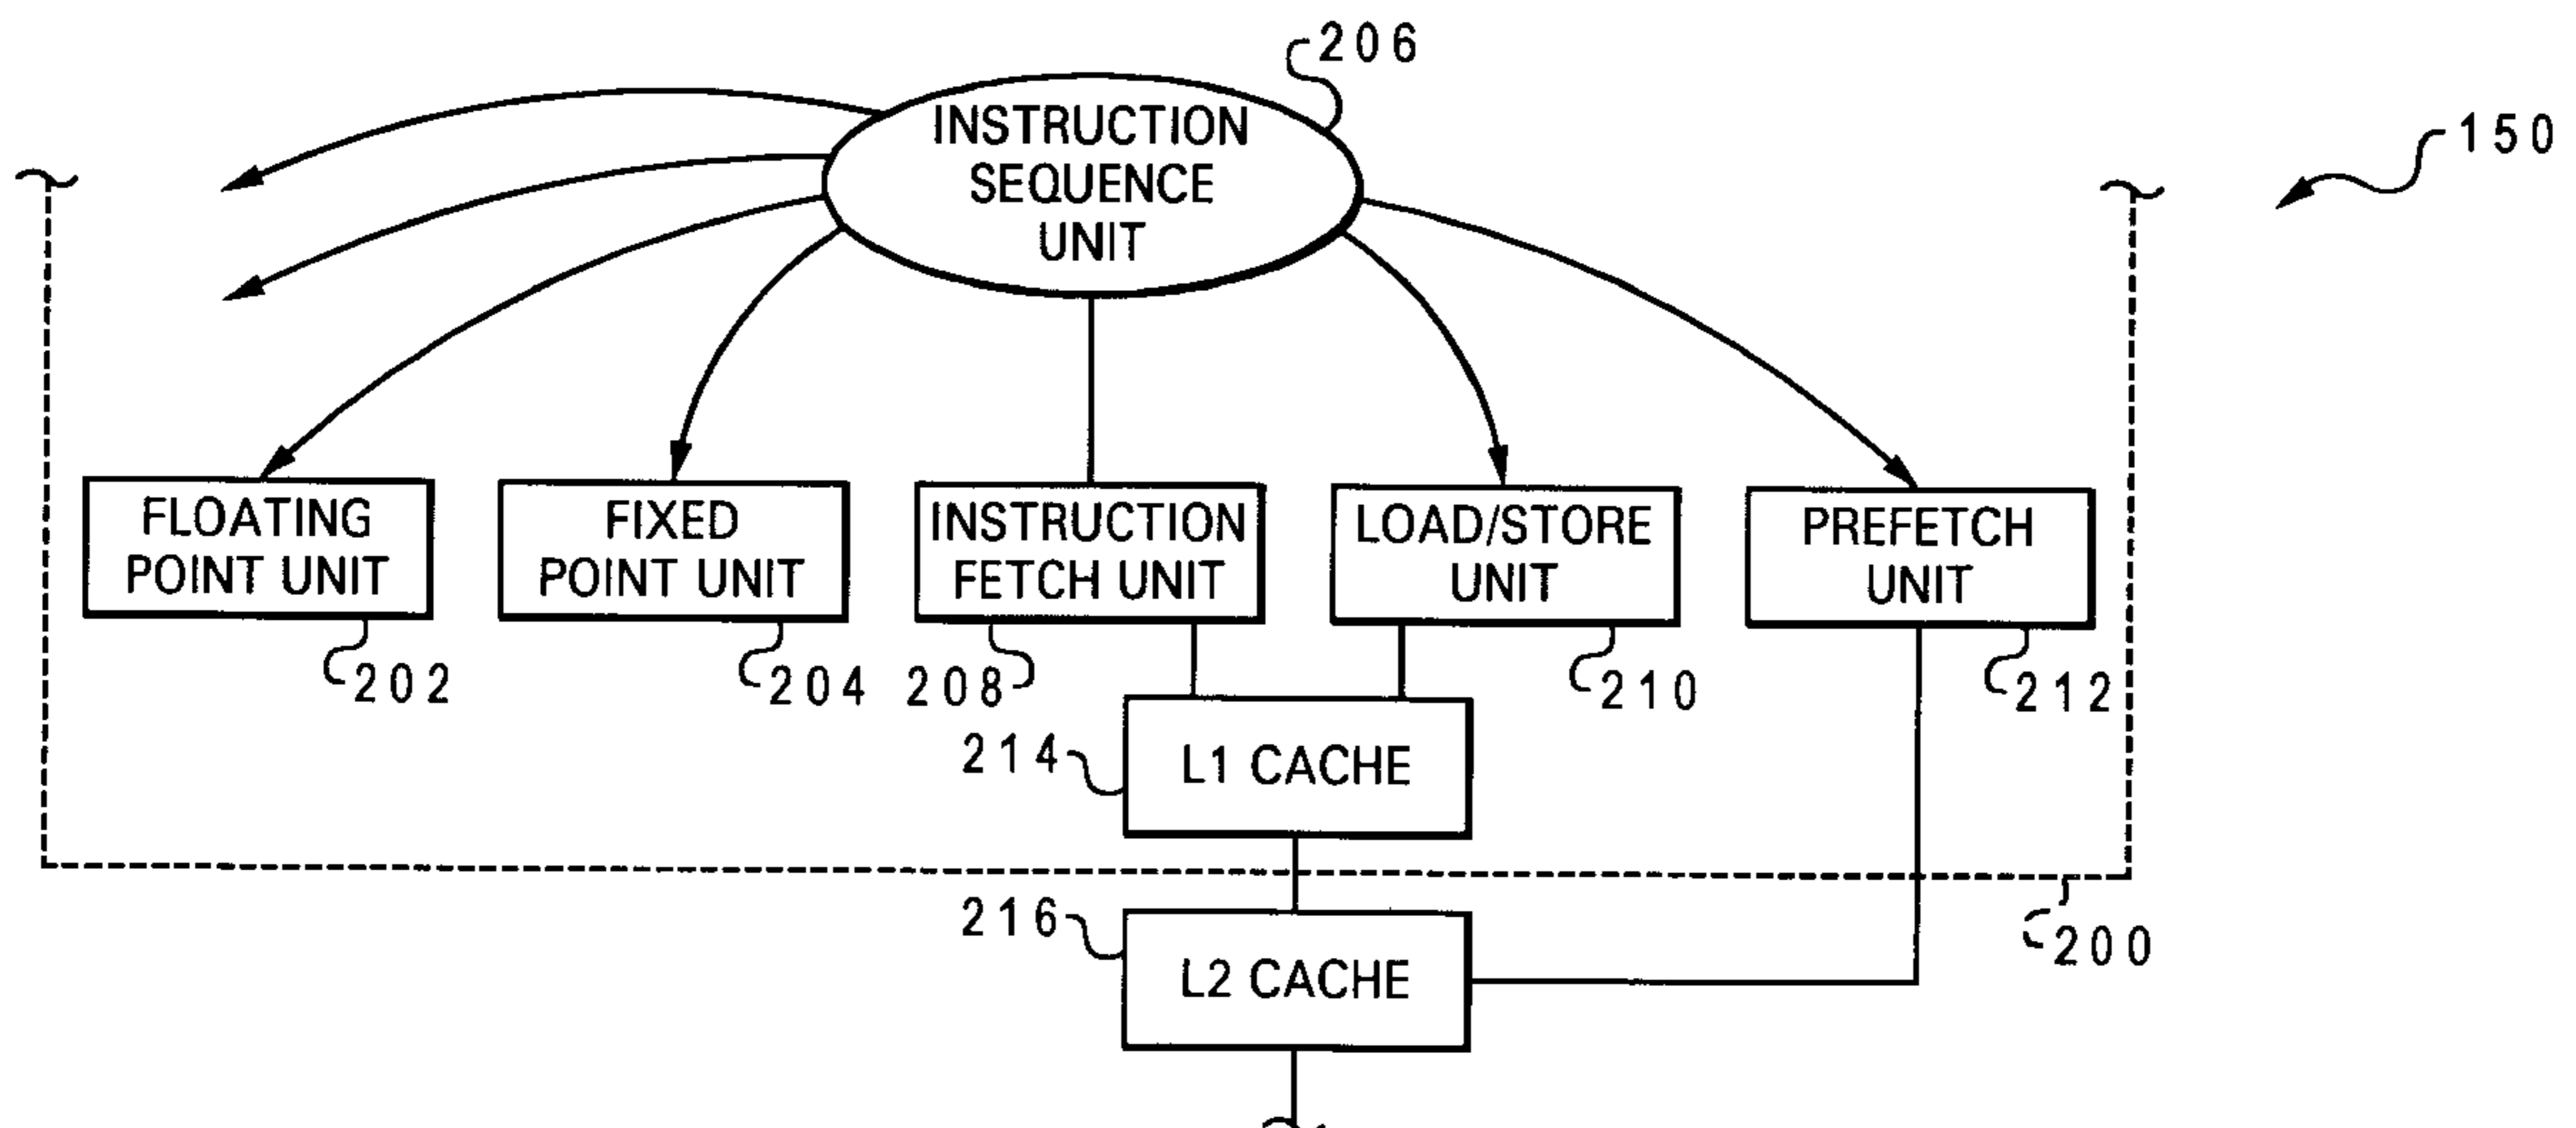 206
INSTRUCTION
SEQUENCE
UNIT
150
FLOATING
POINT UNIT
FIXED
POINT UNIT
INSTRUCTION
FETCH UNIT
LOAD/STORE
UNIT
PREFETCH
UNIT
202
204
208
210
212
214
L1 CACHE
216
L2 CACHE
200